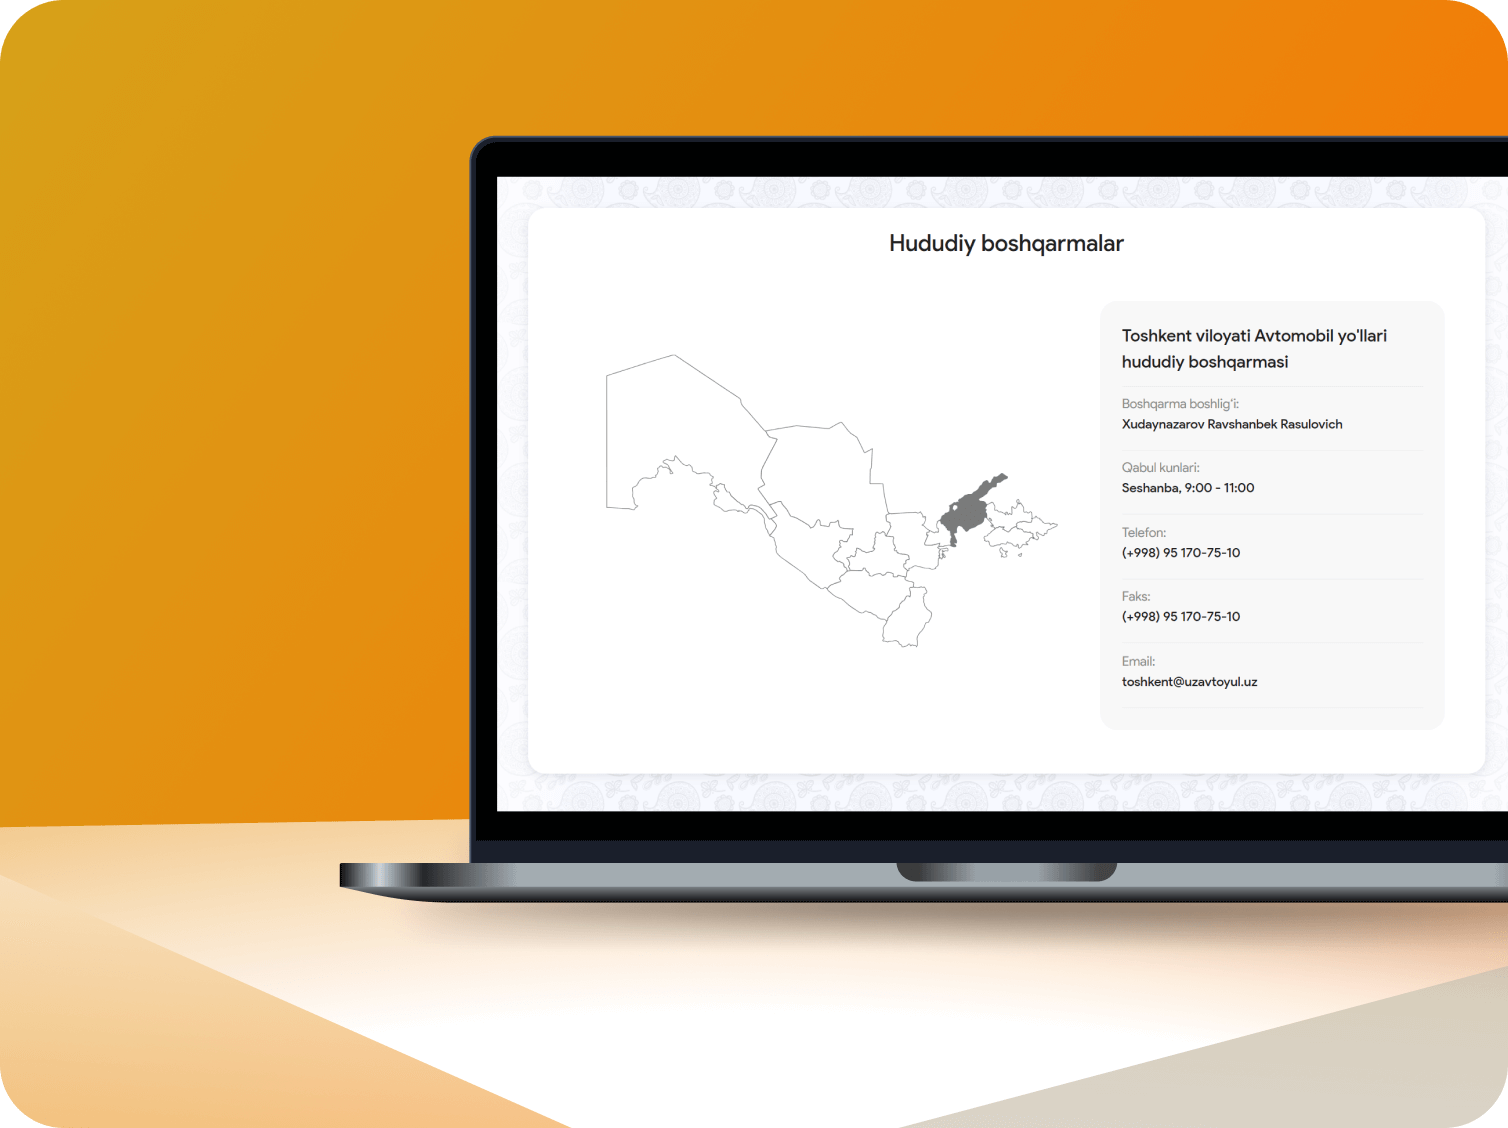 Hududiy boshqarmalar
Toshkent viloyati Avtomobil yo'llari
hududiy boshqarmasi
Boshqarma boshlig‘i:
Xudaynazarov Ravshanbek Rasulovich
Qabul kunlari:
Seshanba, 9:00 - 11:00
Telefon:
(+998) 95 170-75-10
Faks:
(+998) 95 170-75-10
Email:
toshkent@uzavtoyul.uz